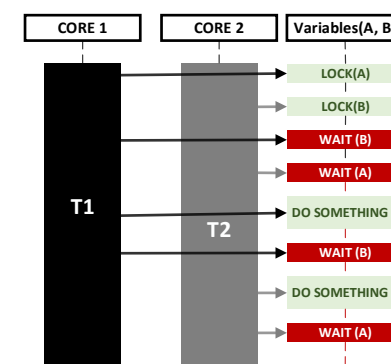 CORE 1
CORE 2
Variables(A, B
LOCK(A)
LOCK(B)
WAIT (B)
WAIT (A)
T1
DO SOMETHING
T2
WAIT (B)
DO SOMETHING
WAIT (A)